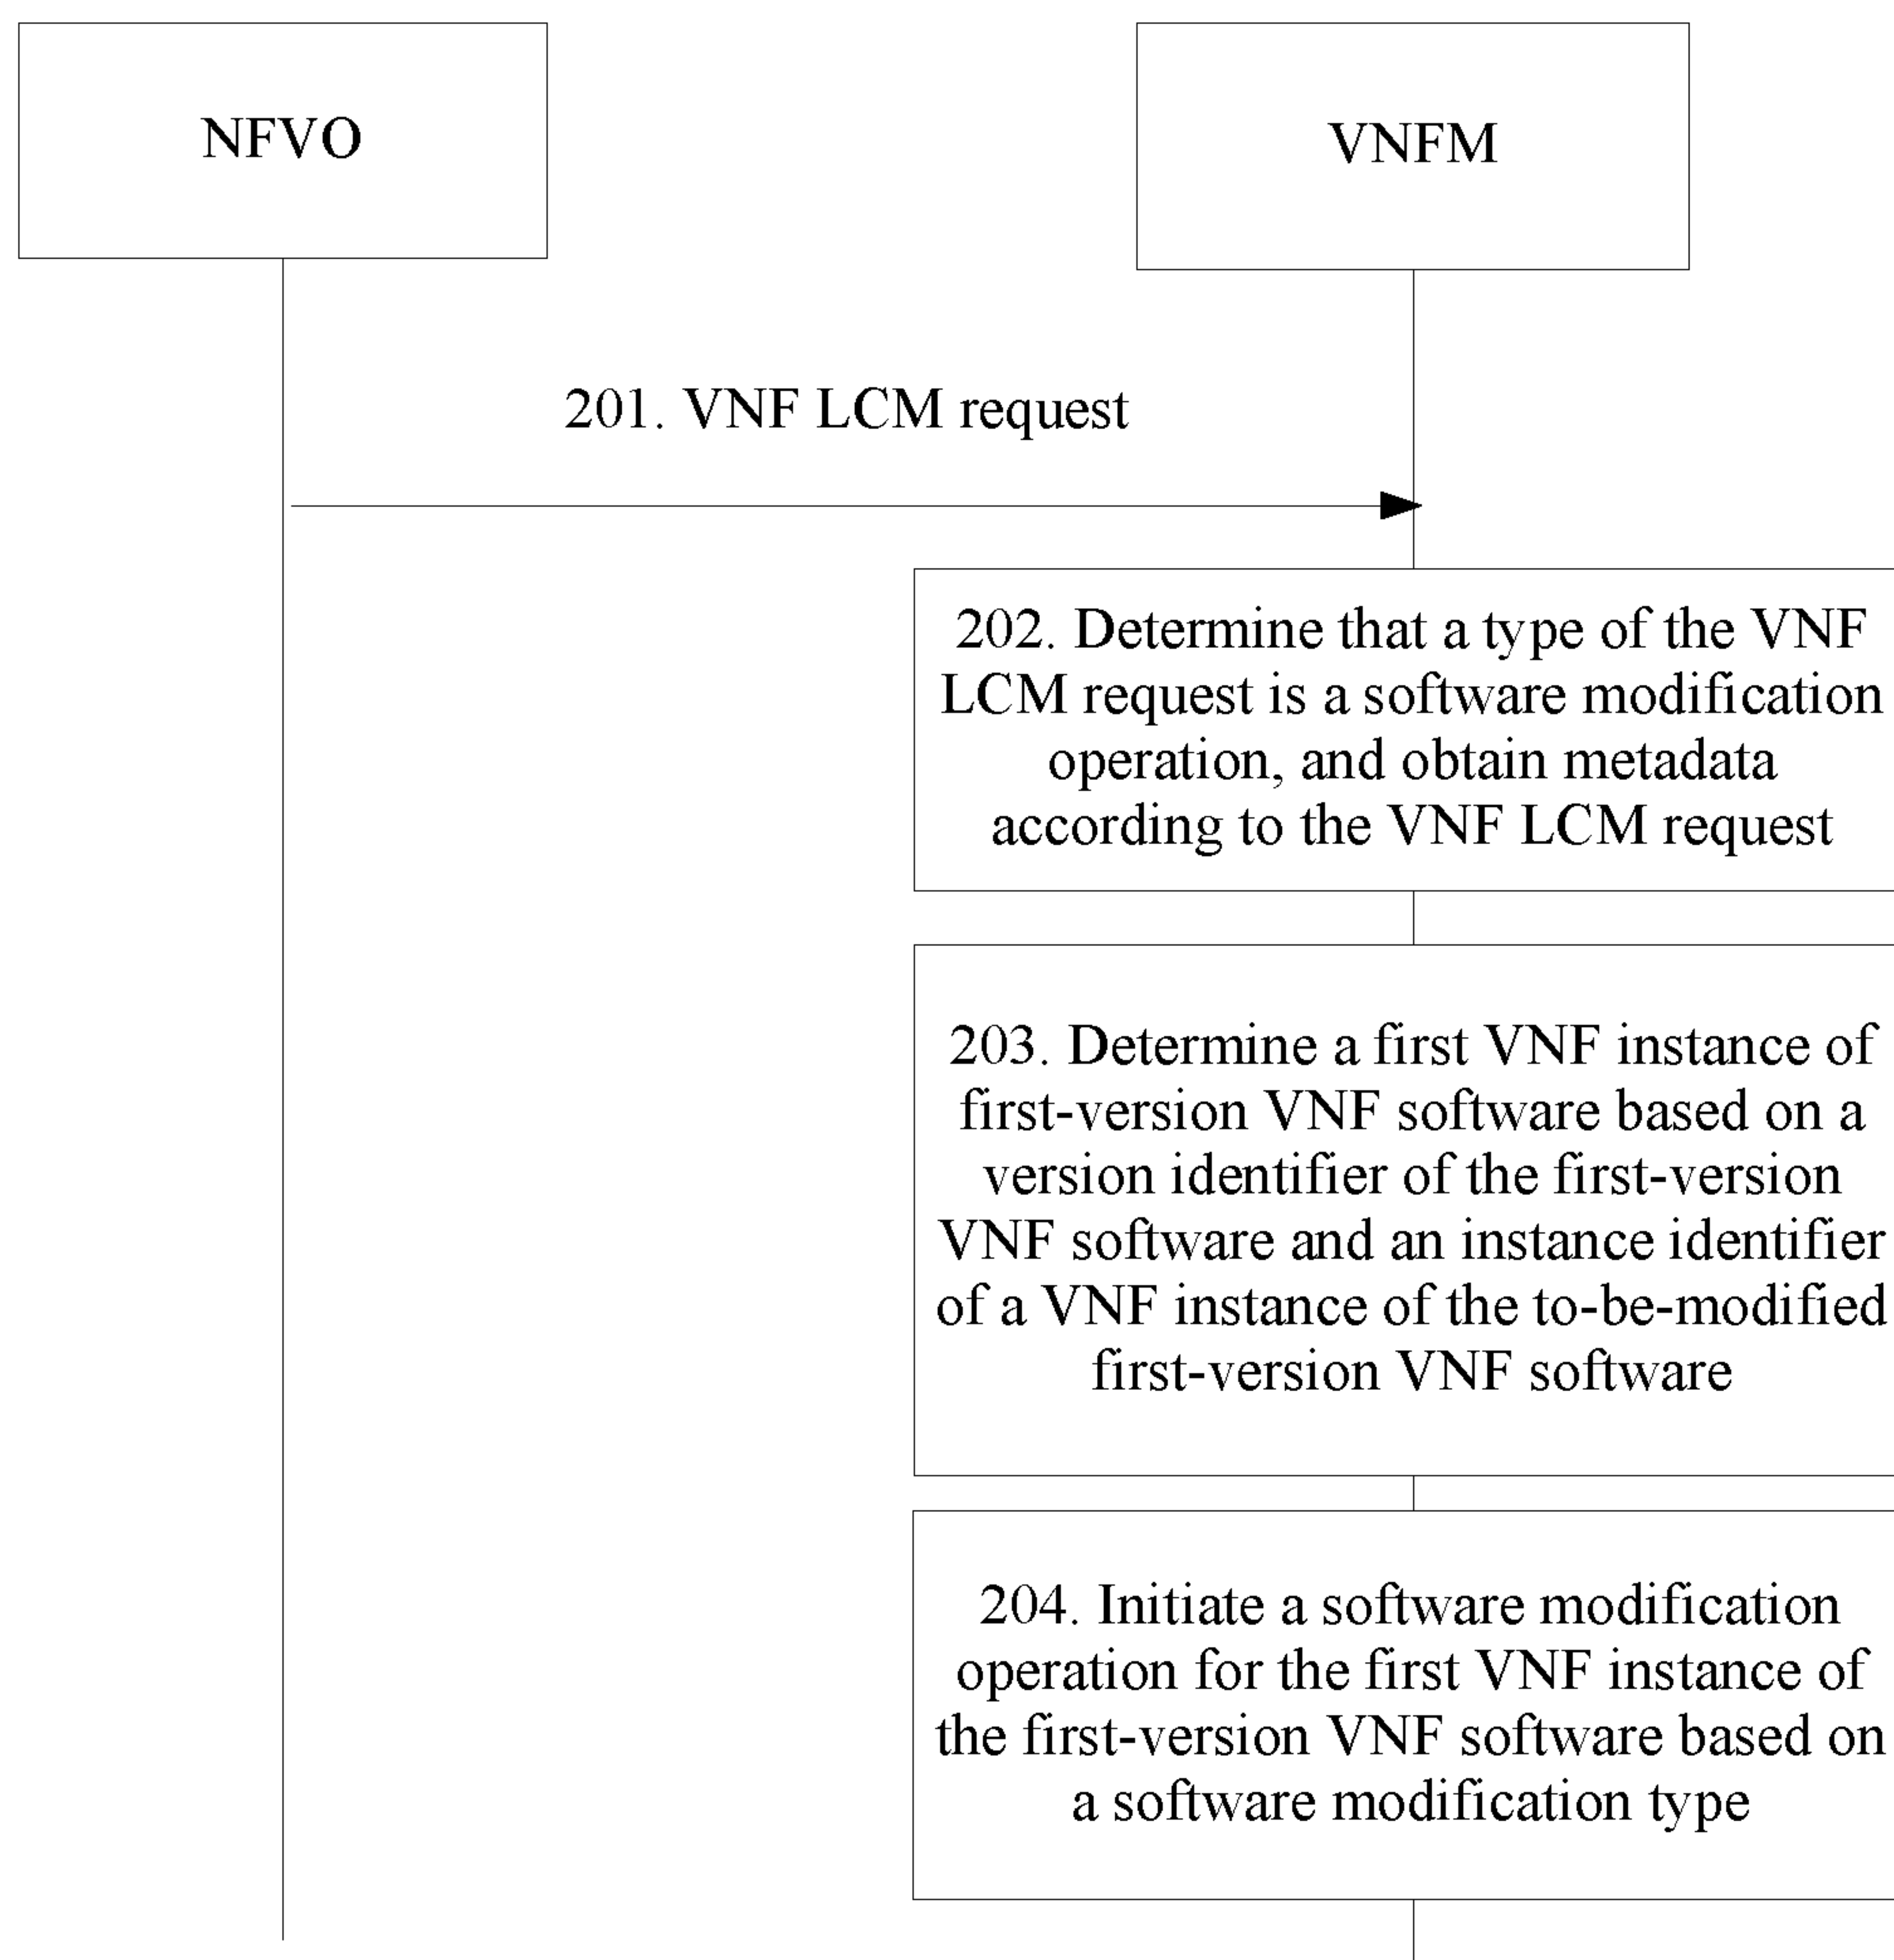 NFVO
VNFM
201. VNF LCM request
202. Determine that a type of the VNF
LCM request is a software modification
operation, and obtain metadata
according to the VNF LCM request
203. Determine a first VNF instance of
first-version VNF software based on a
version identifier of the first-version
VNF software and an instance identifier
of a VNF instance of the to-be-modified
first-version VNF software
204. Initiate a software modification
operation for the first VNF instance of
the first-version VNF software based on
a software modification type